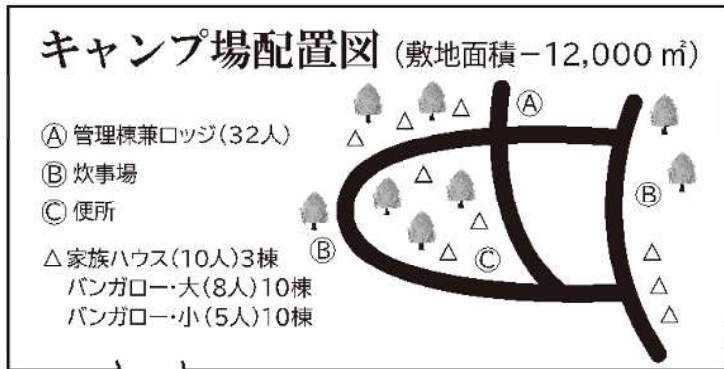 キャンプ場配置図(敷地面積−12,000㎡)
Ⓐ 管理棟兼ロッジ(32人)
Ⓑ 炊事場
Ⓒ 便所
△ 家族ハウス(10人)3棟
バンガロー・大(8人)10棟
バンガロー・小(5人)10棟
Ⓐ
Ⓑ
Ⓑ
Ⓒ